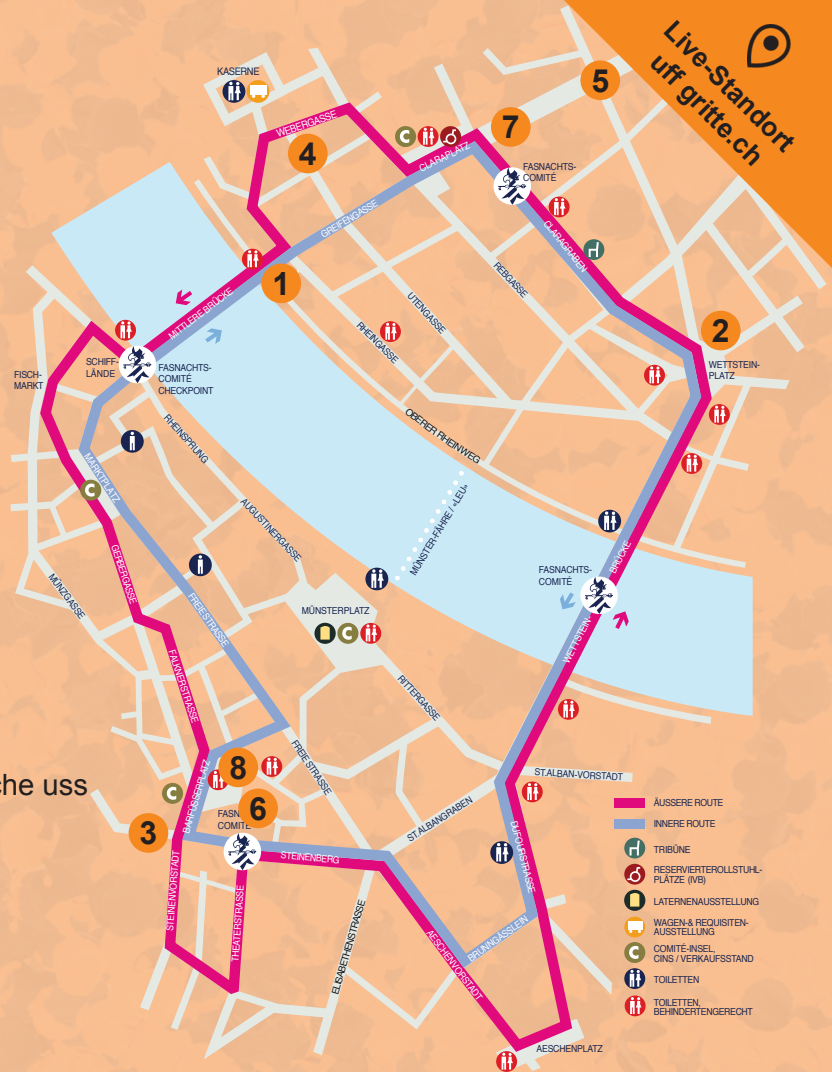 Live-Standort
uff gritte.ch
5
7
KASERNE
WEBERGASSE
4
CLARAPLATZ
C
FASNACHTS-
COMITÉ
CLARAGRABEN
GREIFENGASSE
REBGASSE
UTENGASSE
RHEINGASSE
1
MITTLERE BRÜCKE
2
WETTSTEIN-
PLATZ
SCHIFF-
LÄNDE
FISCH-
MARKT
FASNACHTS-
COMITÉ
CHECKPOINT
OBERER RHEINWEG
RHEINSPRUNG
AUGUSTINERGASSE
MÜNSTER-FÄHRE / «LEU»
MARKTPLATZ
C
GERBERGASSE
MÜNZGASSE
FREIESTRASSE
FASNACHTS-
COMITÉ
WETTSTEIN-
BRÜCKE
MÜNSTERPLATZ
C
RITTERGASSE
FALKNERSTRASSE
FREIE STRASSE
8
BARFÜSSERPLATZ
C
che uss
3
6
FASN
COMITÉ
STEINENBERG
STEINENVORSTADT
THEATERSTRASSE
ELISABETHENSTRASSE
ST.ALBANGRABEN
ST.ALBAN-VORSTADT
DUFOURSTRASSE
BRUNNGÄSSLEIN
AESCHENVORSTADT
AESCHENPLATZ
ÄUSSERE ROUTE
INNERE ROUTE
TRIBÜNE
RESERVIERTEROLLSTUHL-
PLÄTZE (IVB)
LATERNENAUSSTELLUNG
WAGEN-& REQUISITEN-
AUSSTELLUNG
C
COMITÉ-INSEL,
CINS / VERKAUFSSTAND
TOILETTEN
TOILETTEN,
BEHINDERTENGERECHT